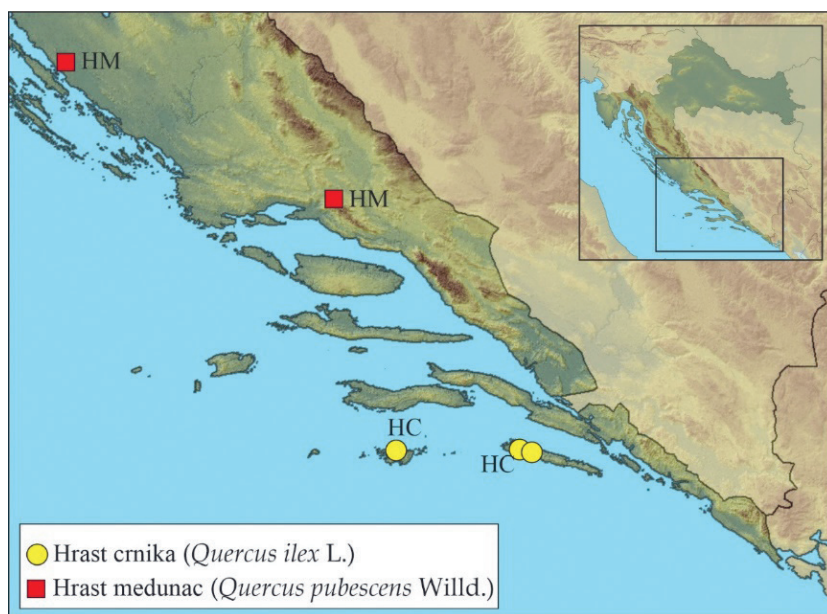 HM
HM
HC
HC
Hrast crnika (Quercus ilex L.)
Hrast medunac (Quercus pubescens Willd.)